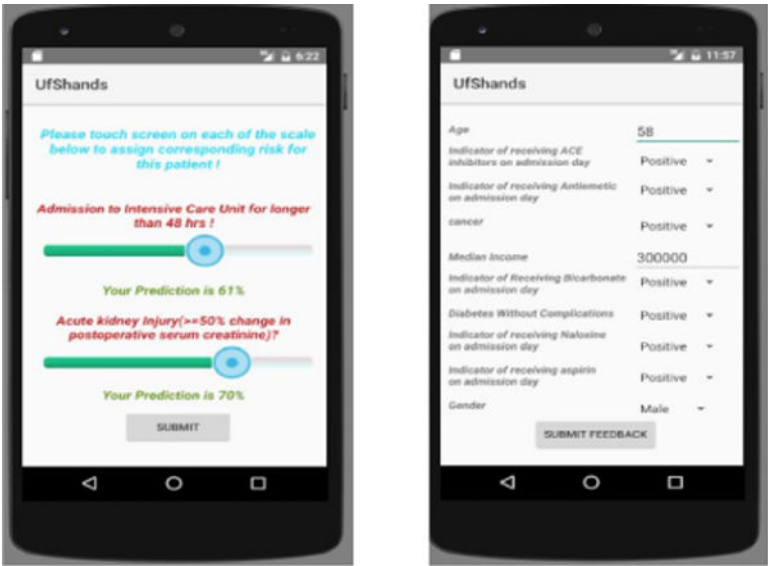 6:22
UfShands
Please touch screen on each of the scale
below to assign corresponding risk for
this patient !
Admission to Intensive Care Unit for longer
than 48 hrs !
Your Prediction is 61%
Acute kidney Injury(>=50% change in
postoperative serum creatinine)?
Your Prediction is 70%
SUBMIT
11:57
UfShands
Age 58
Indicator of receiving ACE
inhibitors on admission day Positive
Indicator of receiving Antiemetic
on admission day Positive
cancer Positive
Median Income 300000
Indicator of Receiving Bicarbonate
on admission day Positive
Diabetes Without Complications Positive
Indicator of receiving Naloxine
on admission day Positive
Indicator of receiving aspirin
on admission day Positive
Gender Male
SUBMIT FEEDBACK